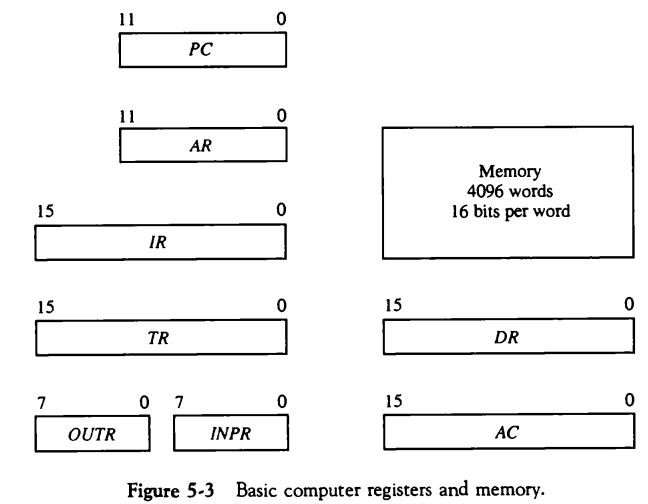 11 0
PC
11 0
AR
Memory
4096 words
16 bits per word
15 0
IR
15 0
TR
15 0
DR
7 0
OUTR
7 0
INPR
15 0
AC
Figure 5-3 Basic computer registers and memory.